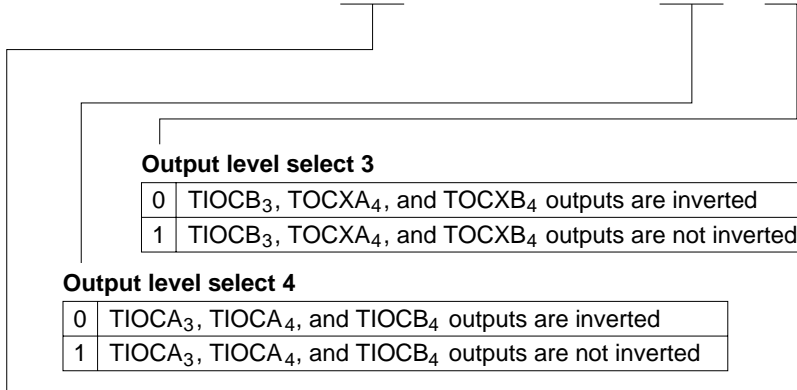 Output level select 3
0 TIOCB₃, TOCXA₄, and TOCXB₄ outputs are inverted
1 TIOCB₃, TOCXA₄, and TOCXB₄ outputs are not inverted
Output level select 4
0 TIOCA₃, TIOCA₄, and TIOCB₄ outputs are inverted
1 TIOCA₃, TIOCA₄, and TIOCB₄ outputs are not inverted